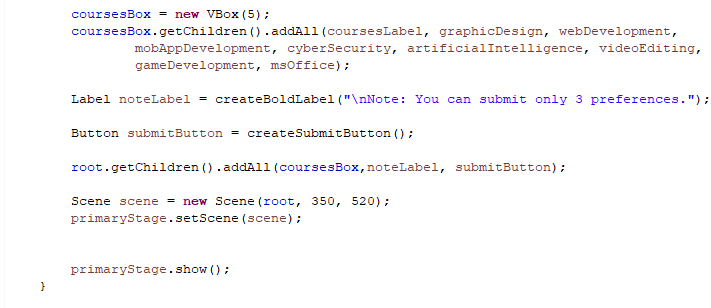 coursesBox = new VBox(5);
coursesBox.getChildren().addAll(coursesLabel, graphicDesign, webDevelopment,
mobAppDevelopment, cyberSecurity, artificialIntelligence, videoEditing,
gameDevelopment, msOffice);
Label noteLabel = createBoldLabel("\nNote: You can submit only 3 preferences.");
Button submitButton = createSubmitButton();
root.getChildren().addAll(coursesBox,noteLabel, submitButton);
Scene scene = new Scene(root, 350, 520);
primaryStage.setScene(scene);
primaryStage.show();
}